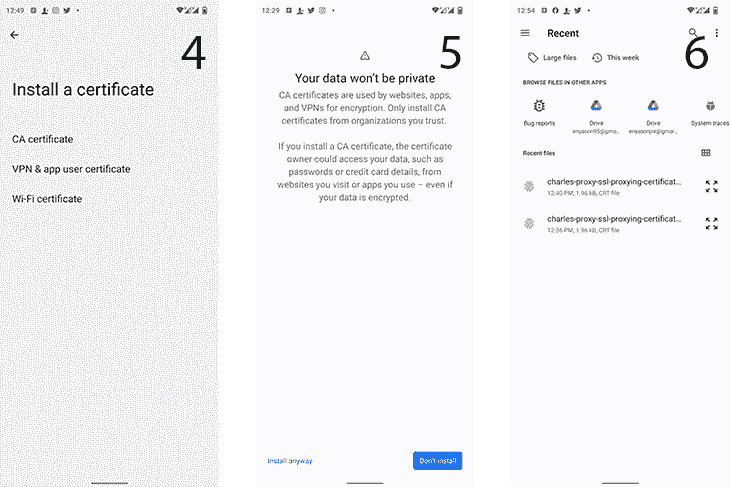 12:49
4
Install a certificate
CA certificate
VPN & app user certificate
Wi-Fi certificate
12:29
5
Your data won't be private
CA certificates are used by websites, apps,
and VPNs for encryption. Only install CA
certificates from organizations you trust.
If you install a CA certificate, the certificate
owner could access your data, such as
passwords or credit card details, from
websites you visit or apps you use – even if
your data is encrypted.
Install anyway
Don't install
12:54
6
Recent
Large files
This week
BROWSE FILES IN OTHER APPS
Bug reports
Drive
Drive
System traces
Recent files
charles-proxy-ssl-proxying-certificat...
12:40 PM, 1.96 kB, CRT file
charles-proxy-ssl-proxying-certificat...
12:36 PM, 1.96 kB, CRT file